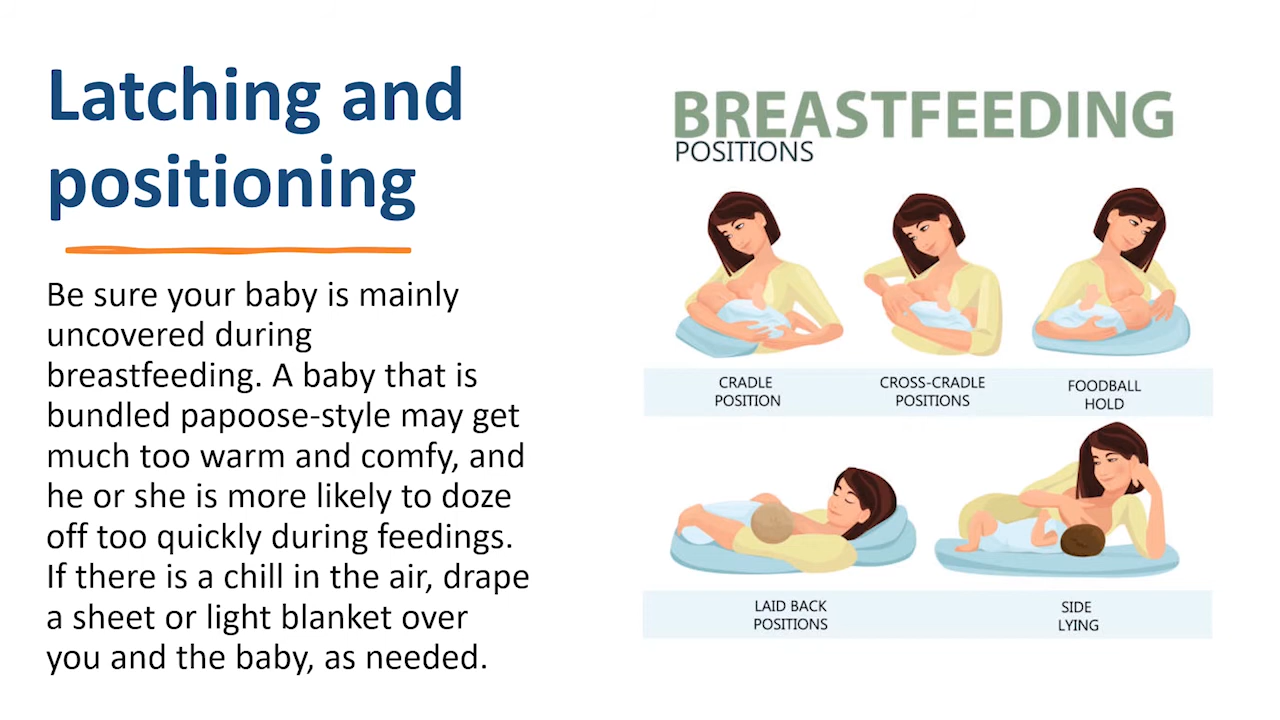 Latching and
positioning
Be sure your baby is mainly
uncovered during
breastfeeding. A baby that is
bundled papoose-style may get
much too warm and comfy, and
he or she is more likely to doze
off too quickly during feedings.
If there is a chill in the air, drape
a sheet or light blanket over
you and the baby, as needed.
BREASTFEEDING
POSITIONS
CRADLE
POSITION
CROSS-CRADLE
POSITIONS
FOODBALL
HOLD
LAID BACK
POSITIONS
SIDE
LYING